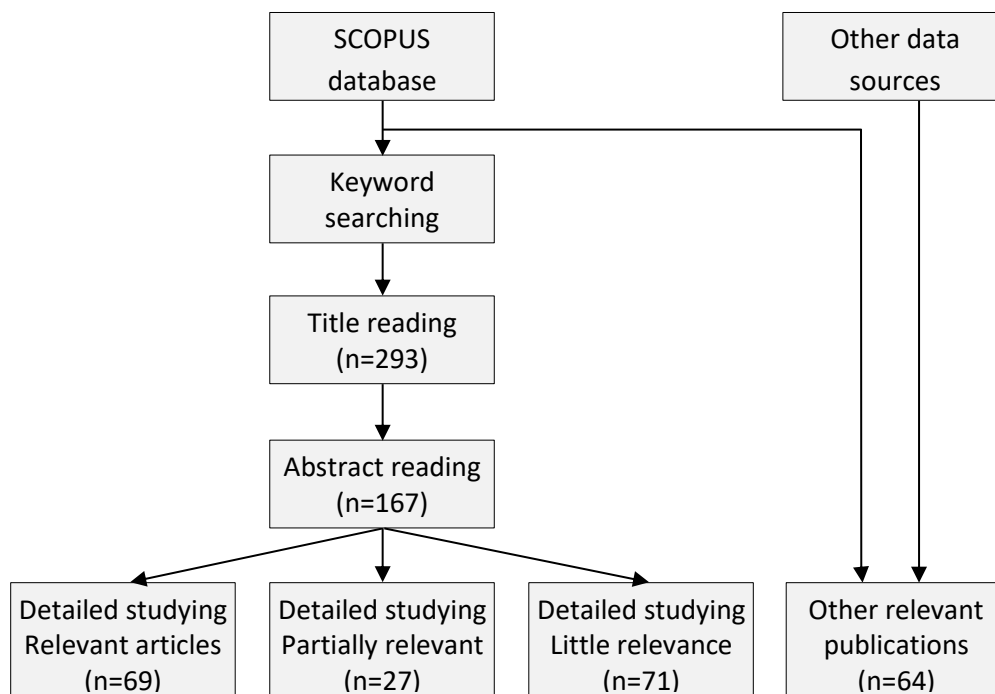 SCOPUS
database
Other data
sources
Keyword
searching
Title reading
(n=293)
Abstract reading
(n=167)
Detailed studying
Relevant articles
(n=69)
Detailed studying
Partially relevant
(n=27)
Detailed studying
Little relevance
(n=71)
Other relevant
publications
(n=64)